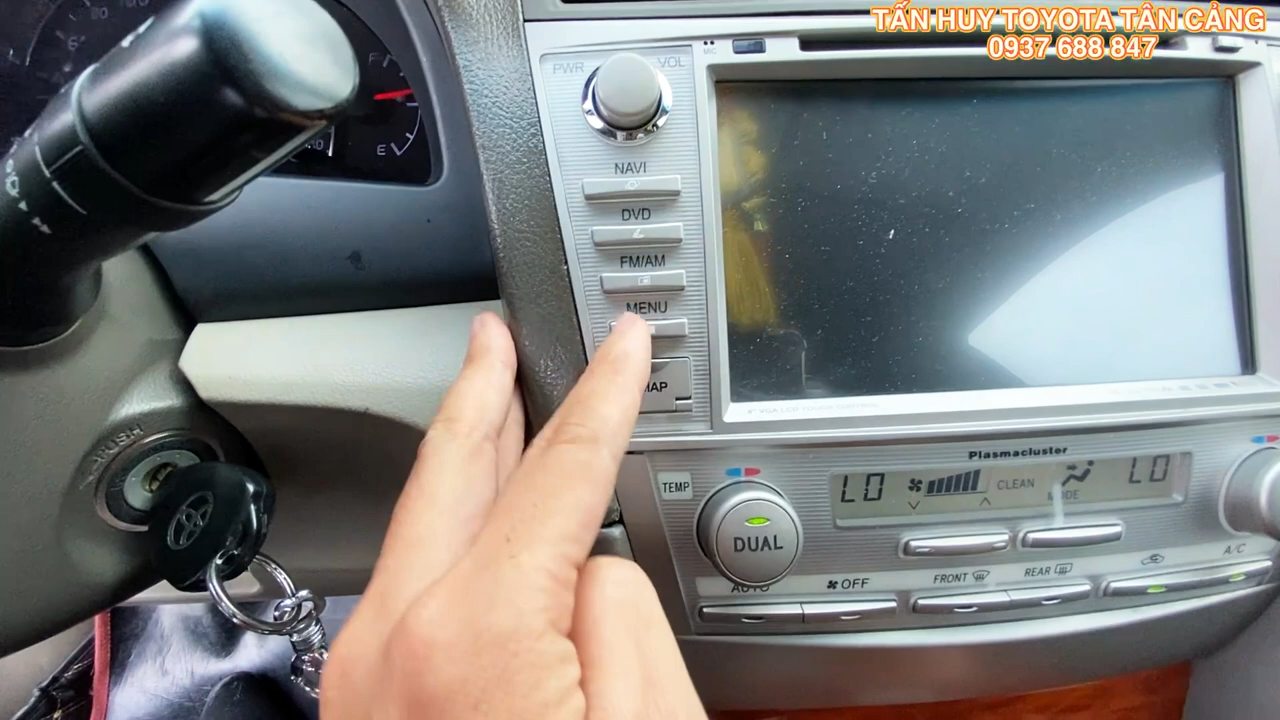 TẤN HUY TOYOTA TÂN CẢNG
0937 688 847
PWR
VOL
MIC
NAVI
DVD
FM/AM
MENU
MAP
F
E
PUSH
Plasmacluster
TEMP
LO
CLEAN
MODE
LO
DUAL
AUTO
OFF
FRONT
REAR
A/C